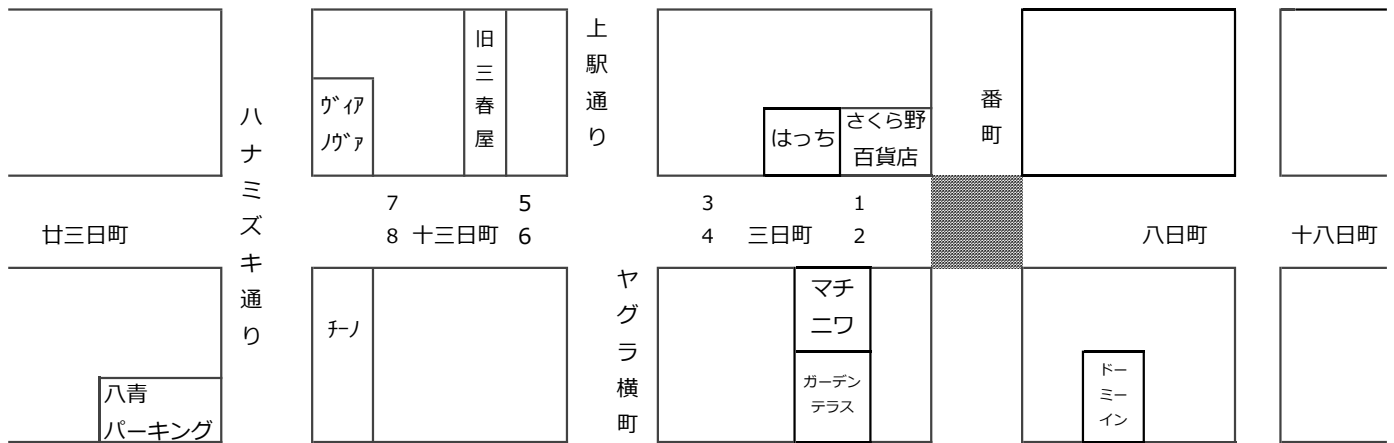 廿三日町
ハナミズキ通り
八青
パーキング
ヴィア
ノヴァ
旧三春屋
7
8
十三日町
5
6
チーノ
上駅通り
ヤグラ横町
はっち
さくら野
百貨店
3
4
三日町
1
2
マチ
ニワ
ガーデン
テラス
番町
八日町
ドー
ミー
イン
十八日町